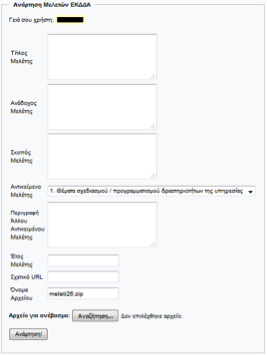 Ανάρτηση Μελετών ΕΚΔΔΑ
Γειά σου χρήστη:
Τίτλος
Μελέτης
Ανάδοχος
Μελέτης
Σκοπός
Μελέτης
Αντικείμενο
Μελέτης
1. Θέματα σχεδιασμού / προγραμματισμού δραστηριοτήτων της υπηρεσίας
Περιγραφή
Άλλου
Αντικειμένου
Μελέτης
Έτος
Μελέτης
Σχετικό URL
Όνομα
Αρχείου
meleti26.zip
Αρχείο για ανέβασμα: Αναζήτηση... Δεν επιλέχθηκε αρχείο.
Ανάρτηση!